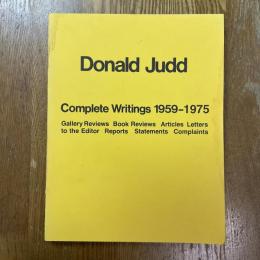 Donald Judd
Complete Writings 1959–1975
Gallery Reviews Book Reviews Articles Letters
to the Editor Reports Statements Complaints